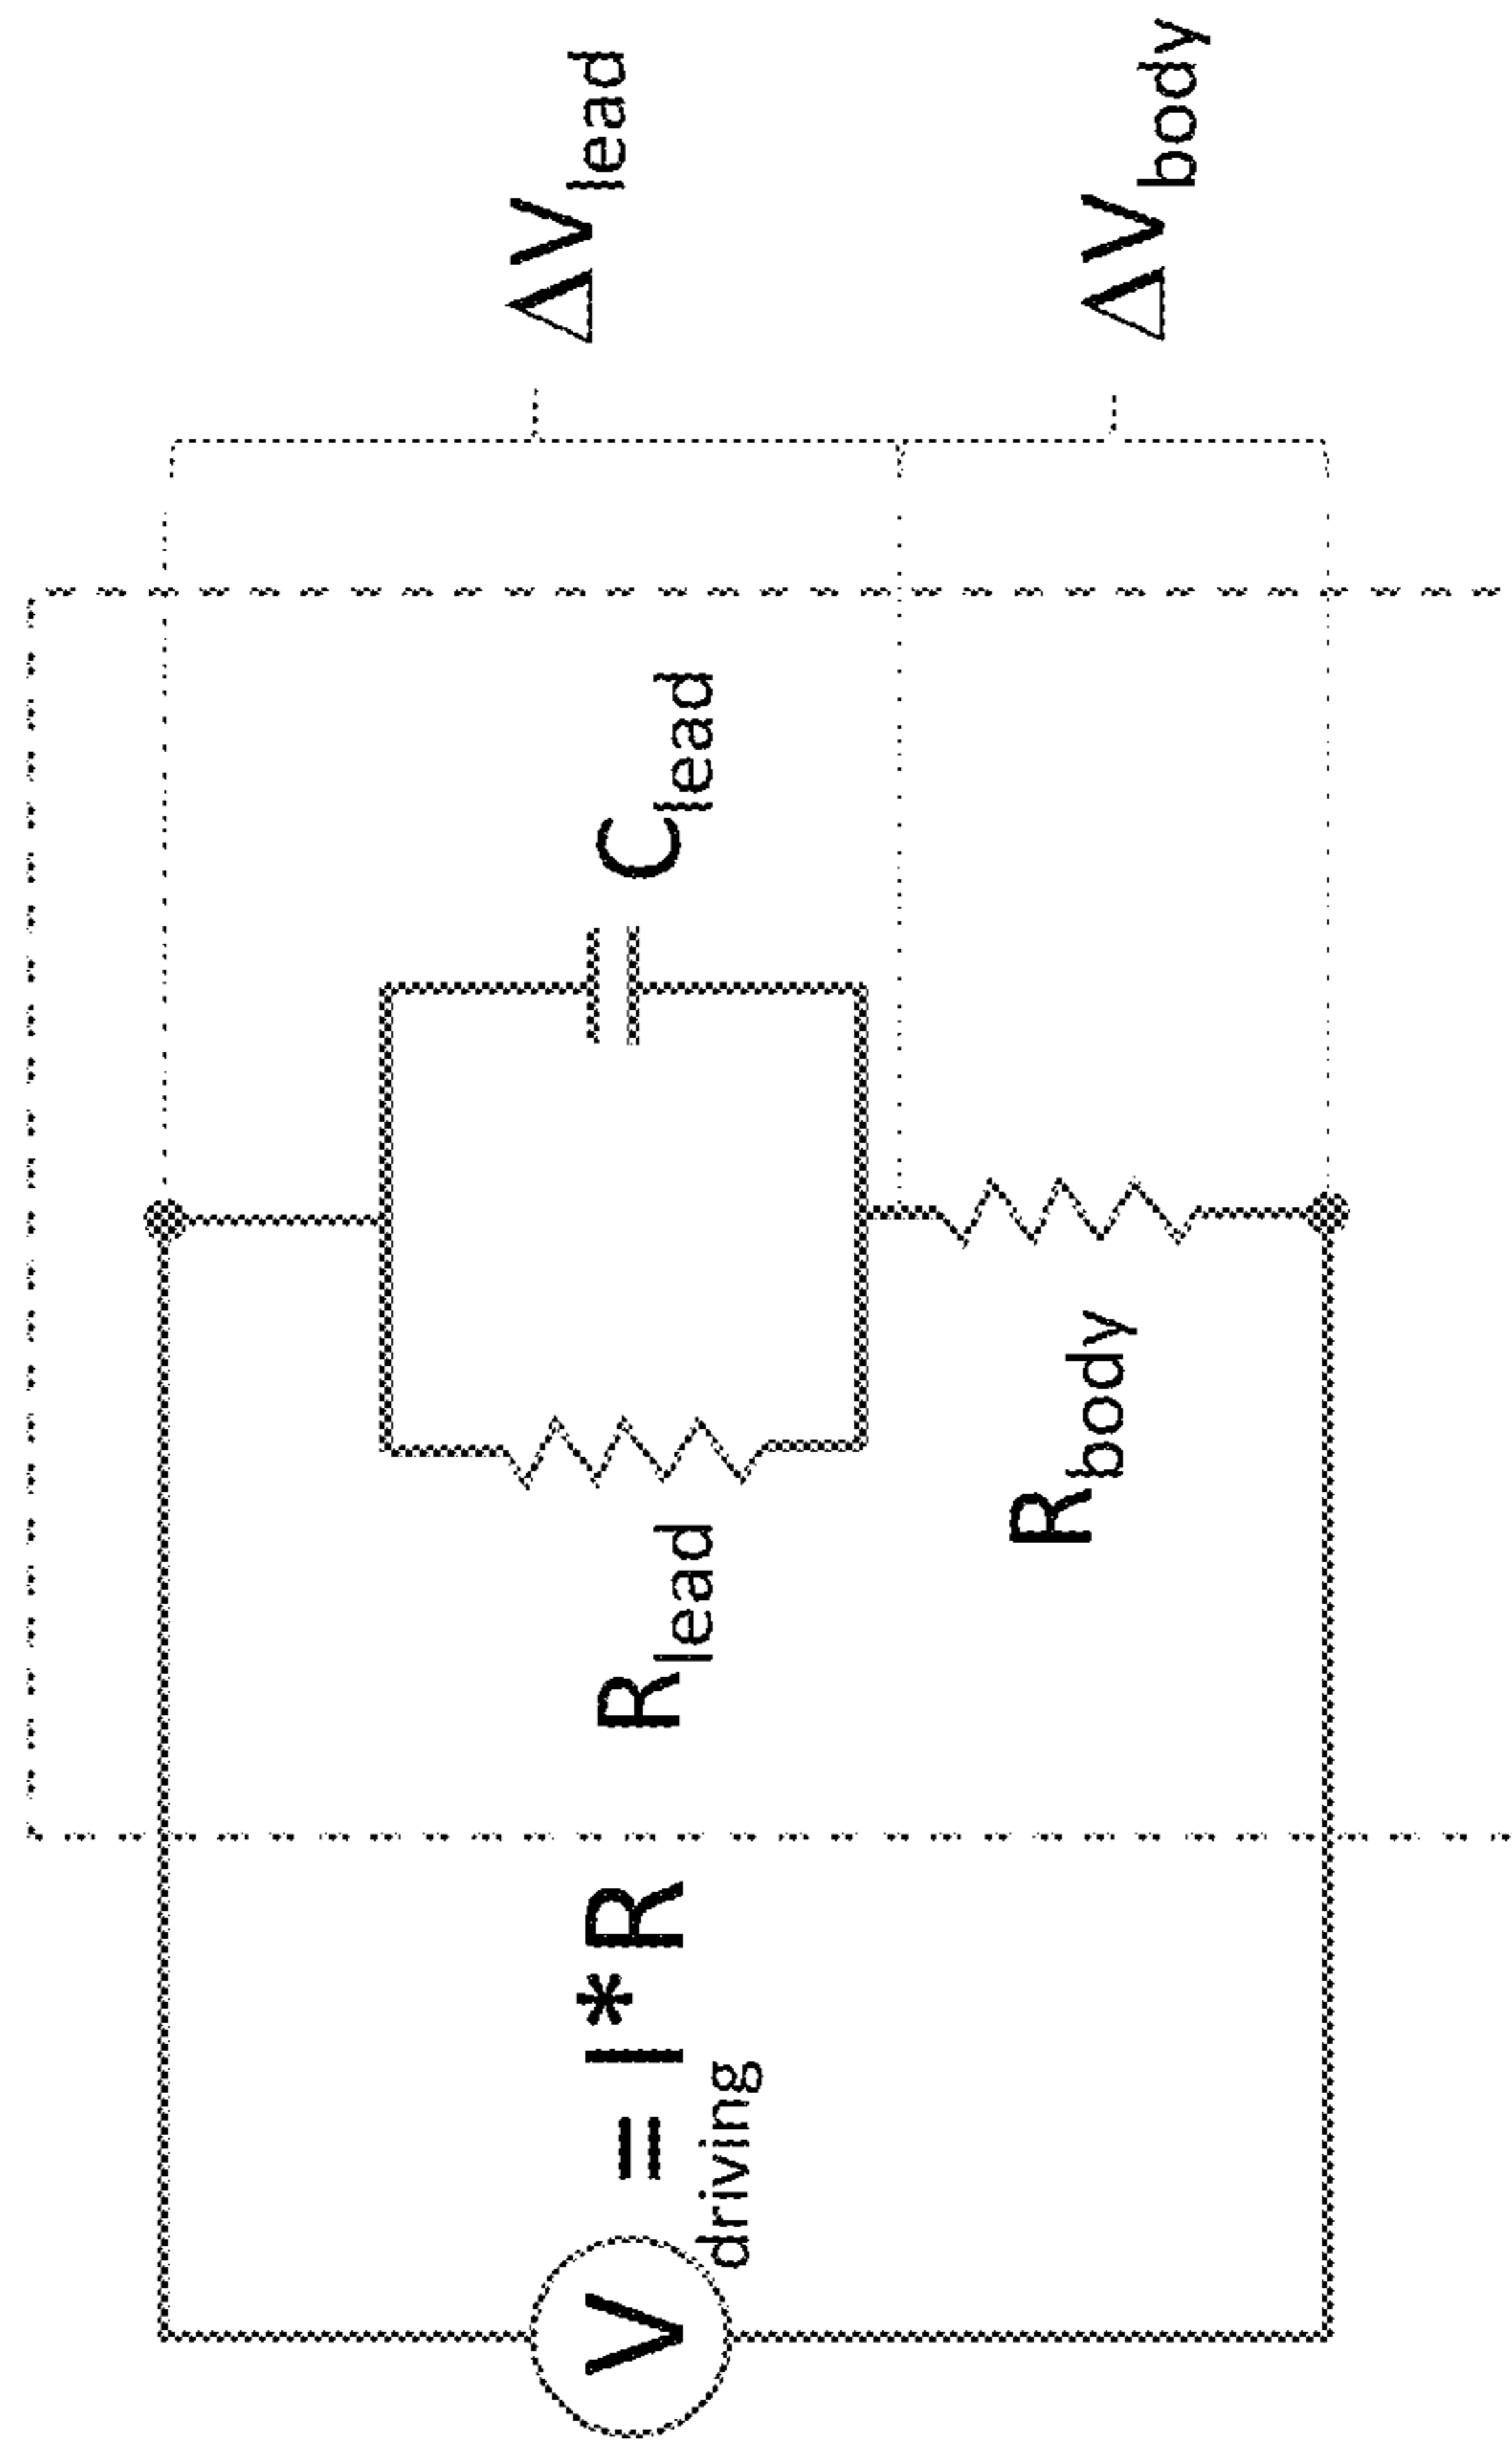 V_driving = I*R
R_lead
C_lead
R_body
ΔV_lead
ΔV_body